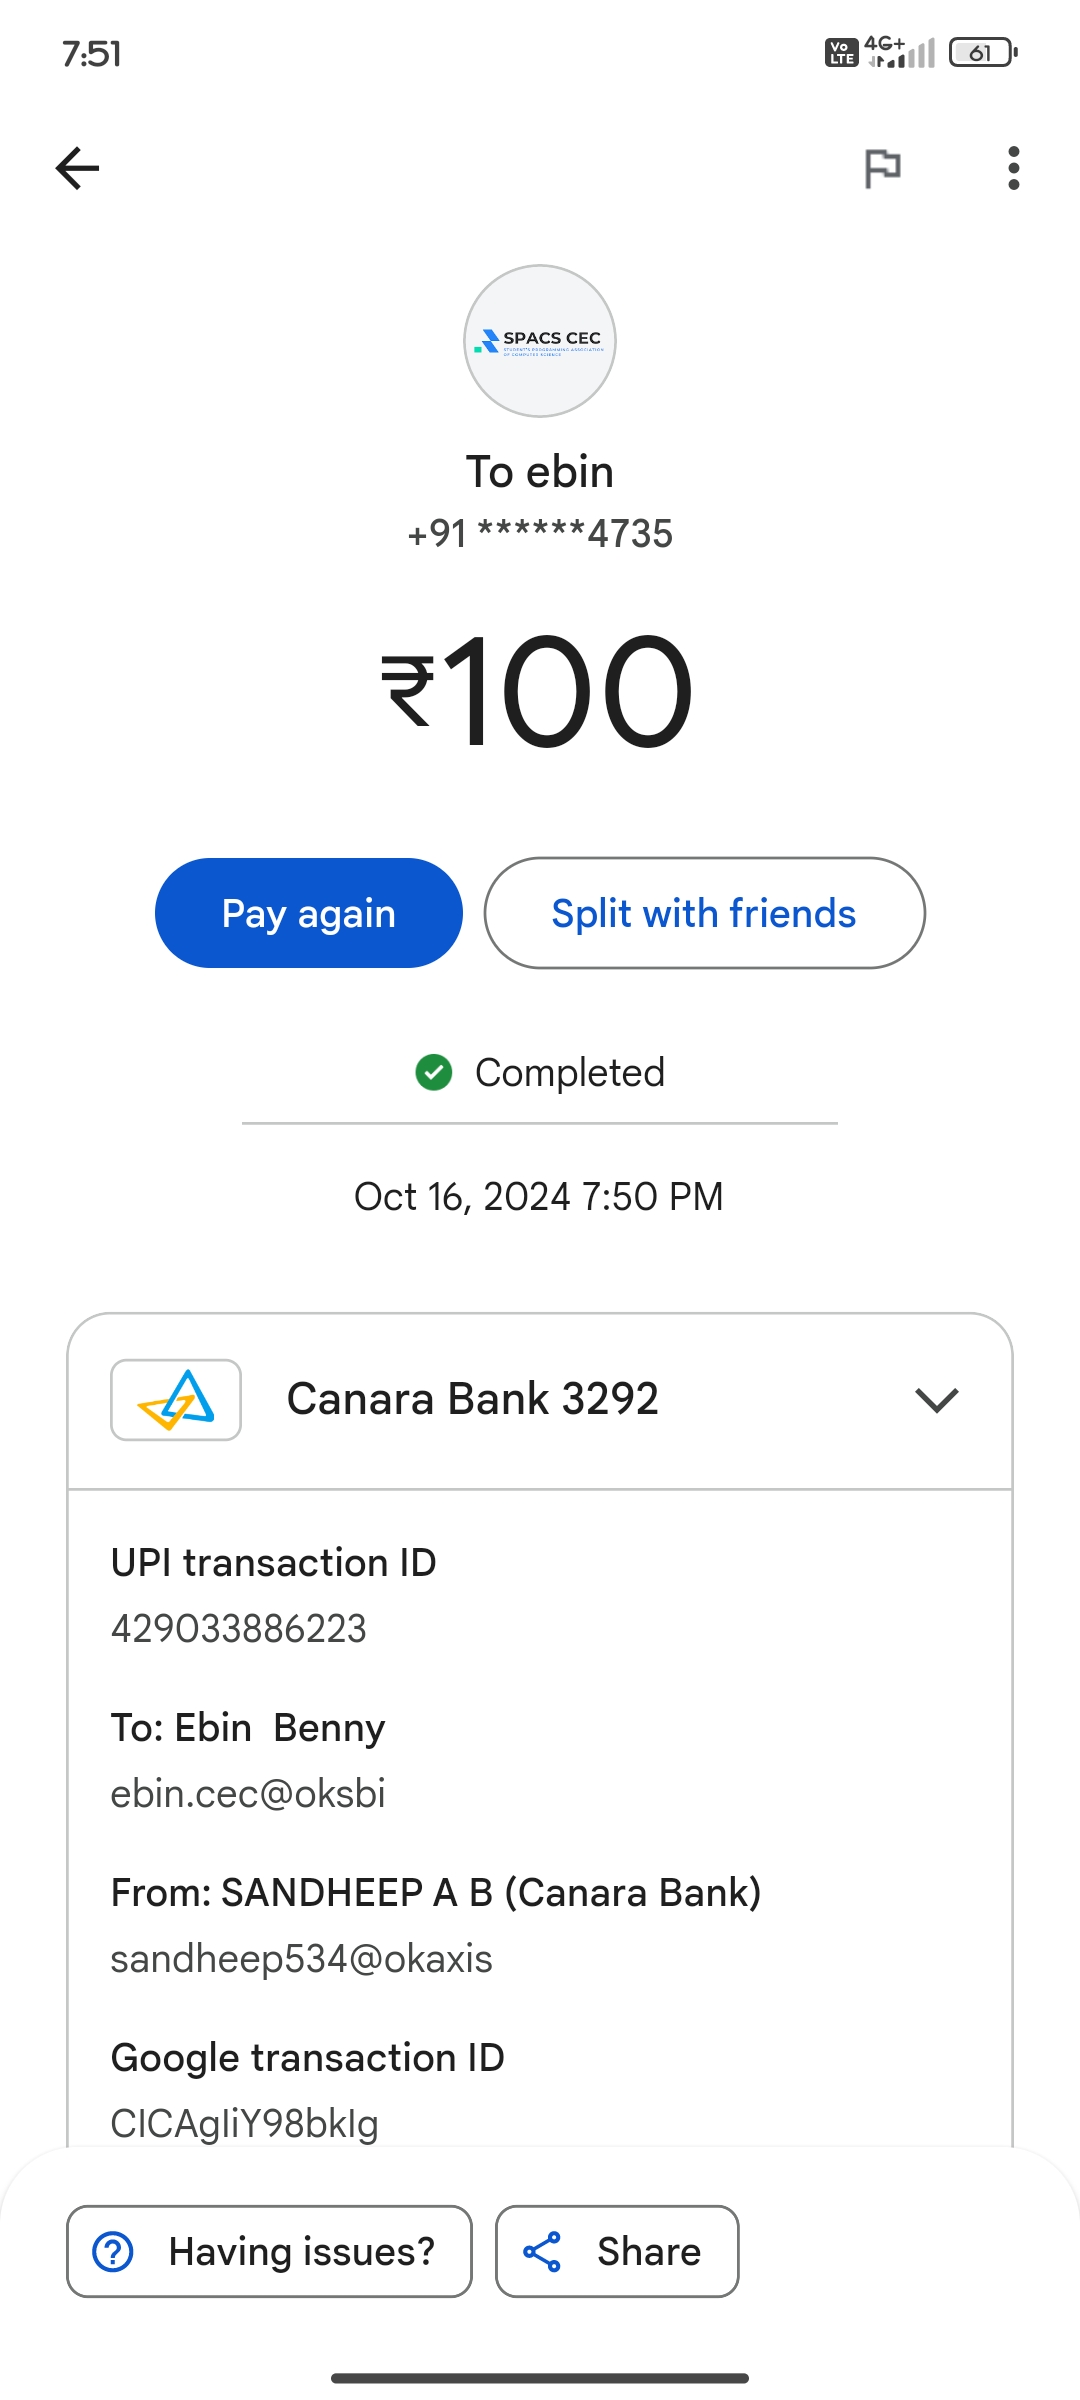 7:51
Vo LTE 4G+ 61
SPACS CEC
STUDENT'S PROGRAMMING ASSOCIATION
OF COMPUTER SCIENCE
To ebin
+91 ******4735
₹100
Pay again
Split with friends
Completed
Oct 16, 2024 7:50 PM
Canara Bank 3292
UPI transaction ID
429033886223
To: Ebin  Benny
ebin.cec@oksbi
From: SANDHEEP A B (Canara Bank)
sandheep534@okaxis
Google transaction ID
CICAgIiY98bkIg
Having issues?
Share